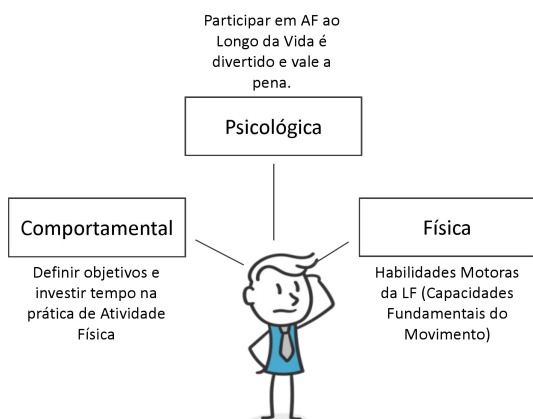 Participar em AF ao
Longo da Vida é
divertido e vale a
pena.
Psicológica
Comportamental
Definir objetivos e
investir tempo na
prática de Atividade
Física
Física
Habilidades Motoras
da LF (Capacidades
Fundamentais do
Movimento)